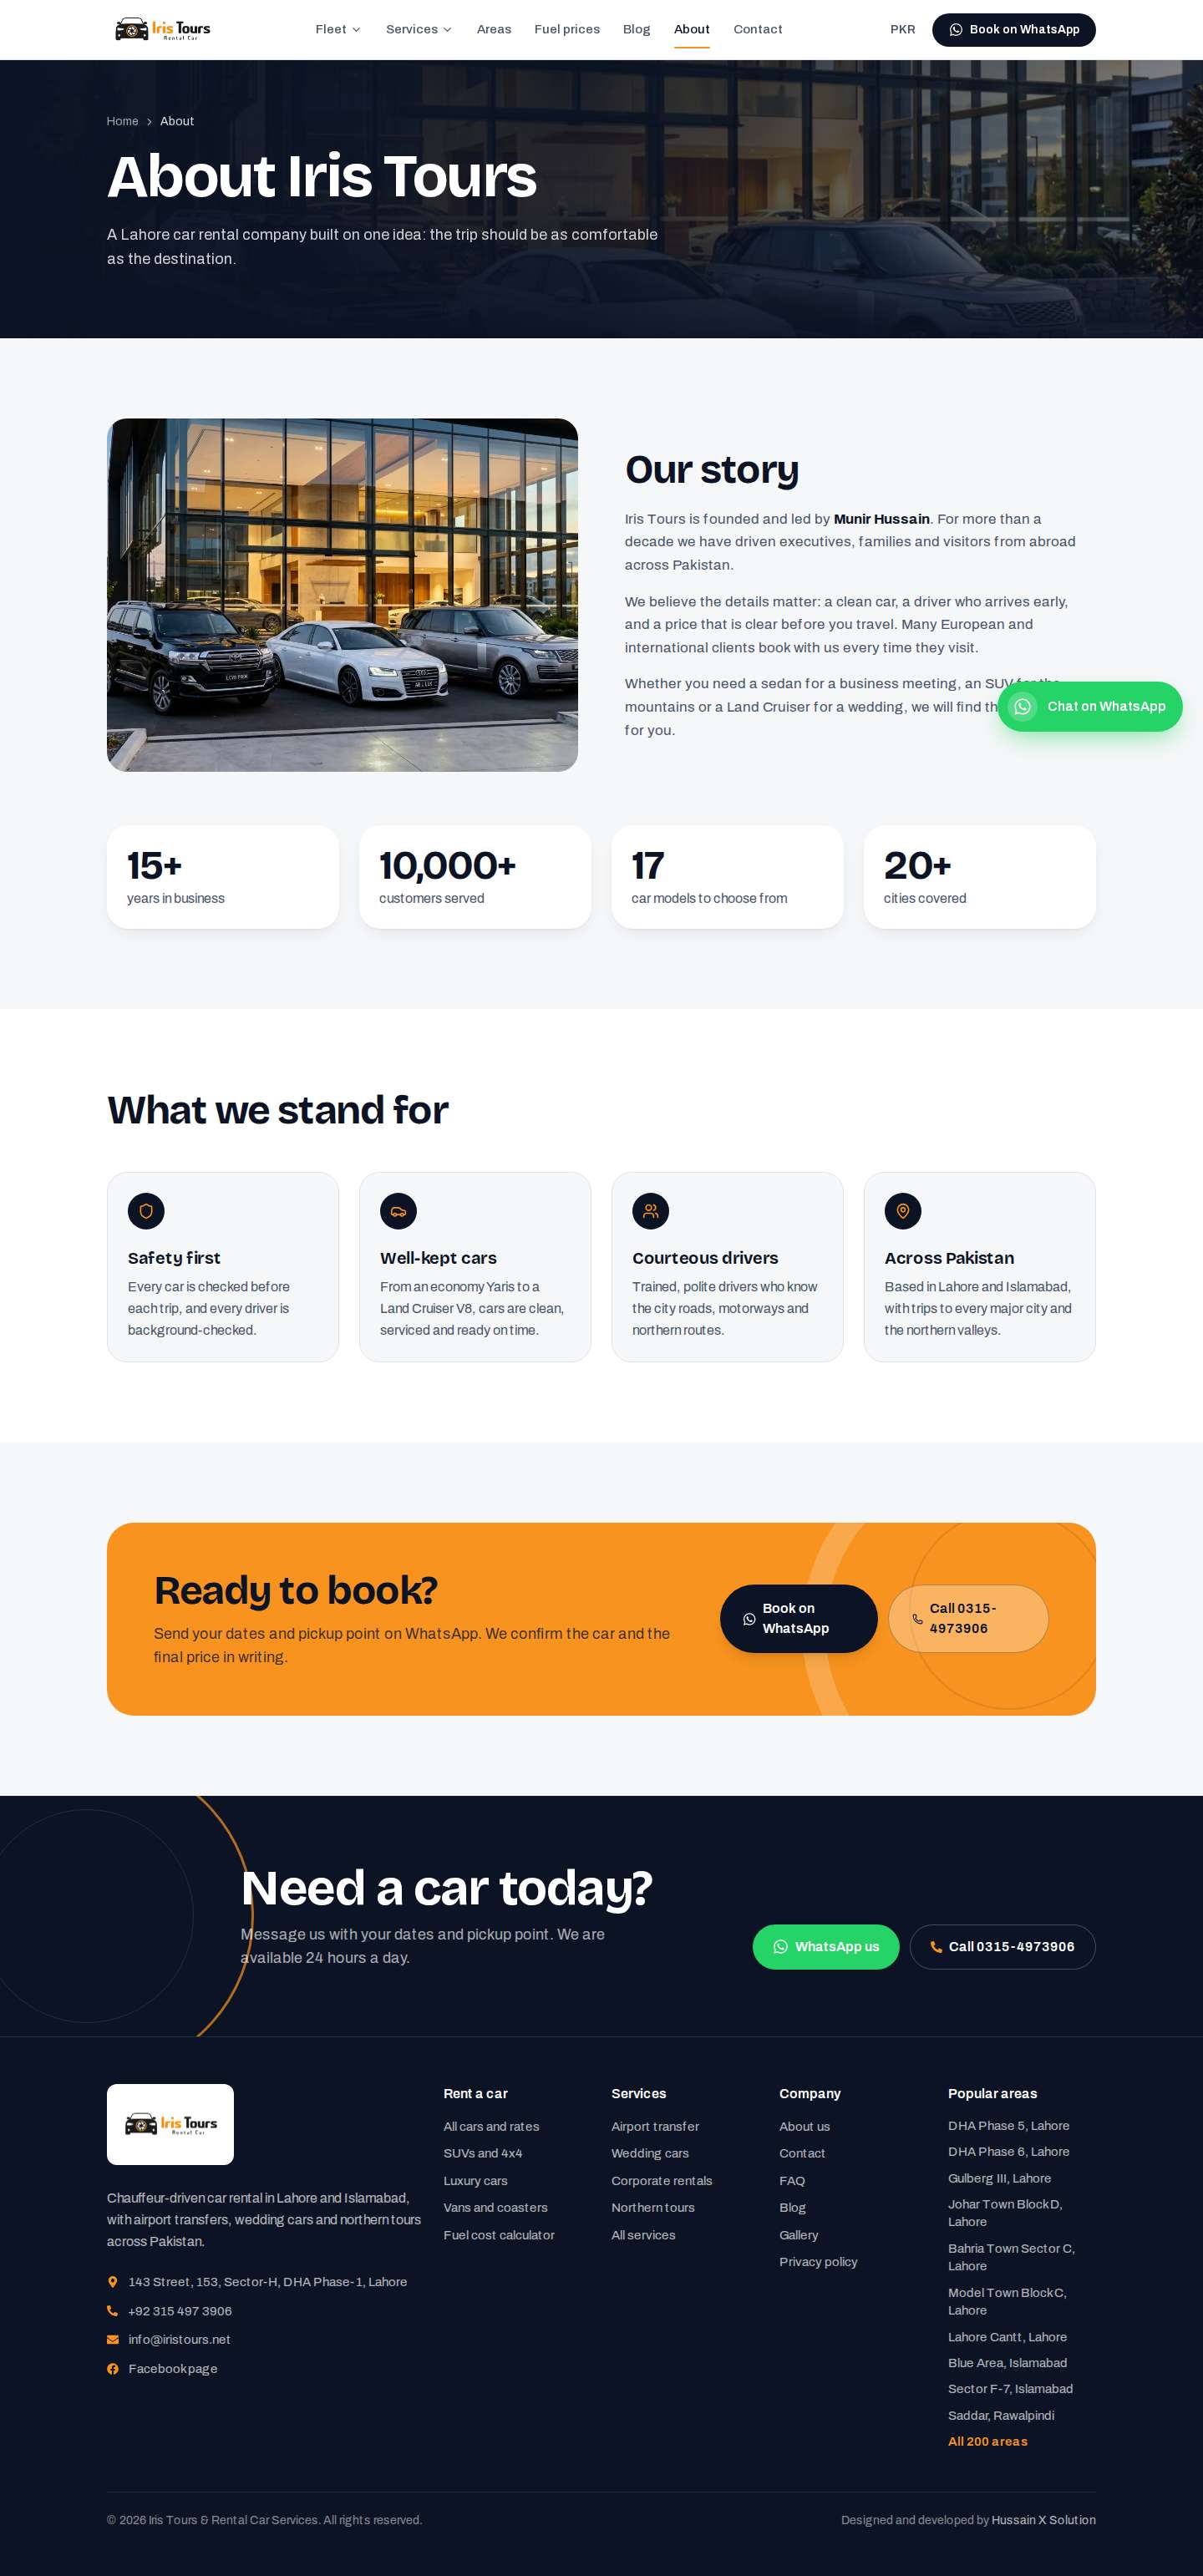 Iris Tours
Rental Car
Fleet
Services
Areas
Fuel prices
Blog
About
Contact
PKR
Book on WhatsApp
Home > About
About Iris Tours
A Lahore car rental company built on one idea: the trip should be as comfortable
as the destination.
Our story
Iris Tours is founded and led by Munir Hussain. For more than a
decade we have driven executives, families and visitors from abroad
across Pakistan.
We believe the details matter: a clean car, a driver who arrives early,
and a price that is clear before you travel. Many European and
international clients book with us every time they visit.
Whether you need a sedan for a business meeting, an SUV for the
mountains or a Land Cruiser for a wedding, we will find
for you.
Chat on WhatsApp
15+
years in business
10,000+
customers served
17
car models to choose from
20+
cities covered
What we stand for
Safety first
Every car is checked before
each trip, and every driver is
background-checked.
Well-kept cars
From an economy Yaris to a
Land Cruiser V8, cars are clean,
serviced and ready on time.
Courteous drivers
Trained, polite drivers who know
the city roads, motorways and
northern routes.
Across Pakistan
Based in Lahore and Islamabad,
with trips to every major city and
the northern valleys.
Ready to book?
Send your dates and pickup point on WhatsApp. We confirm the car and the
final price in writing.
Book on
WhatsApp
Call 0315-
4973906
Need a car today?
Message us with your dates and pickup point. We are
available 24 hours a day.
WhatsApp us
Call 0315-4973906
Iris Tours
Rental Car
Chauffeur-driven car rental in Lahore and Islamabad,
with airport transfers, wedding cars and northern tours
across Pakistan.
143 Street, 153, Sector-H, DHA Phase-1, Lahore
+92 315 497 3906
info@iristours.net
Facebook page
Rent a car
All cars and rates
SUVs and 4x4
Luxury cars
Vans and coasters
Fuel cost calculator
Services
Airport transfer
Wedding cars
Corporate rentals
Northern tours
All services
Company
About us
Contact
FAQ
Blog
Gallery
Privacy policy
Popular areas
DHA Phase 5, Lahore
DHA Phase 6, Lahore
Gulberg III, Lahore
Johar Town Block D,
Lahore
Bahria Town Sector C,
Lahore
Model Town Block C,
Lahore
Lahore Cantt, Lahore
Blue Area, Islamabad
Sector F-7, Islamabad
Saddar, Rawalpindi
All 200 areas
© 2026 Iris Tours & Rental Car Services. All rights reserved.
Designed and developed by Hussain X Solution